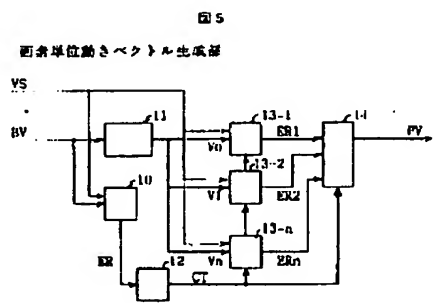 図5
画素単位動きベクトル生成部
VS
BV
11
10
12
13-1
13-2
13-n
14
V0
V1
Vn
ER1
ER2
ERn
PV
ER
CT